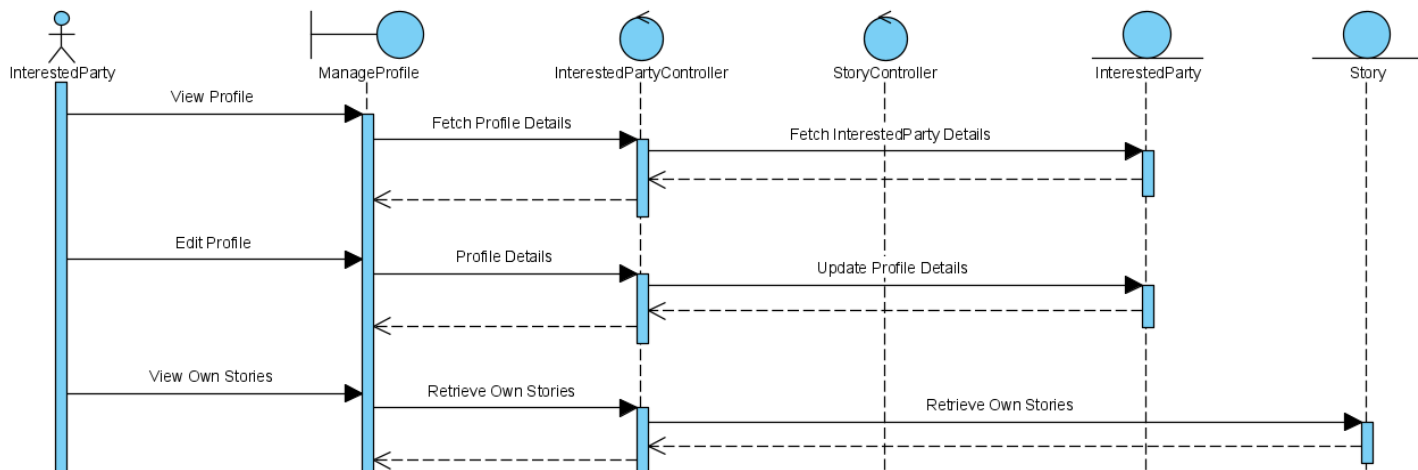 InterestedParty
ManageProfile
InterestedPartyController
StoryController
InterestedParty
Story
View Profile
Fetch Profile Details
Fetch InterestedParty Details
Edit Profile
Profile Details
Update Profile Details
View Own Stories
Retrieve Own Stories
Retrieve Own Stories